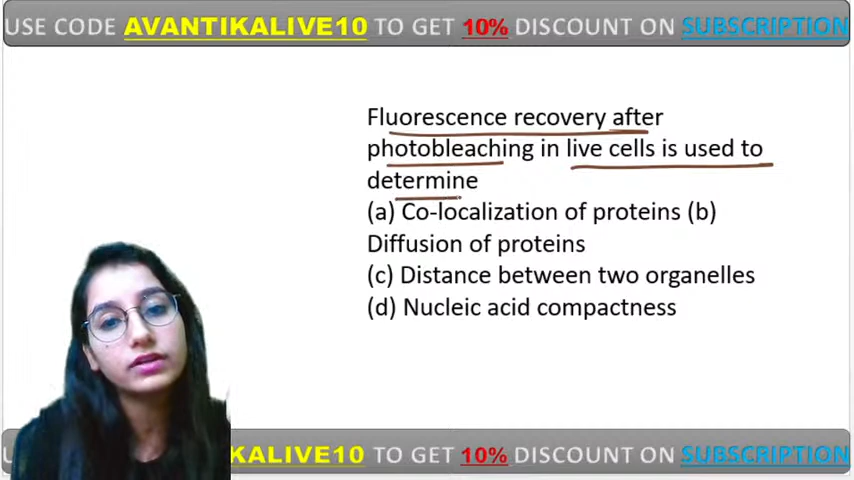 USE CODE AVANTIKALIVE10 TO GET 10% DISCOUNT ON SUBSCRIPTION
Fluorescence recovery after
photobleaching in live cells is used to
determine
(a) Co-localization of proteins (b)
Diffusion of proteins
(c) Distance between two organelles
(d) Nucleic acid compactness
KALIVE10 TO GET 10% DISCOUNT ON SUBSCRIPTION